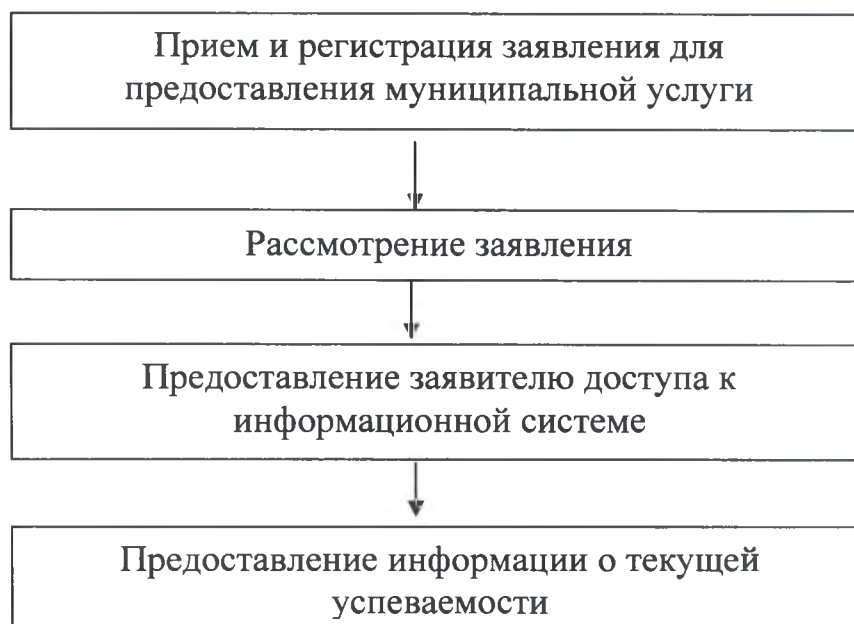 Прием и регистрация заявления для
предоставления муниципальной услуги
Рассмотрение заявления
Предоставление заявителю доступа к
информационной системе
Предоставление информации о текущей
успеваемости